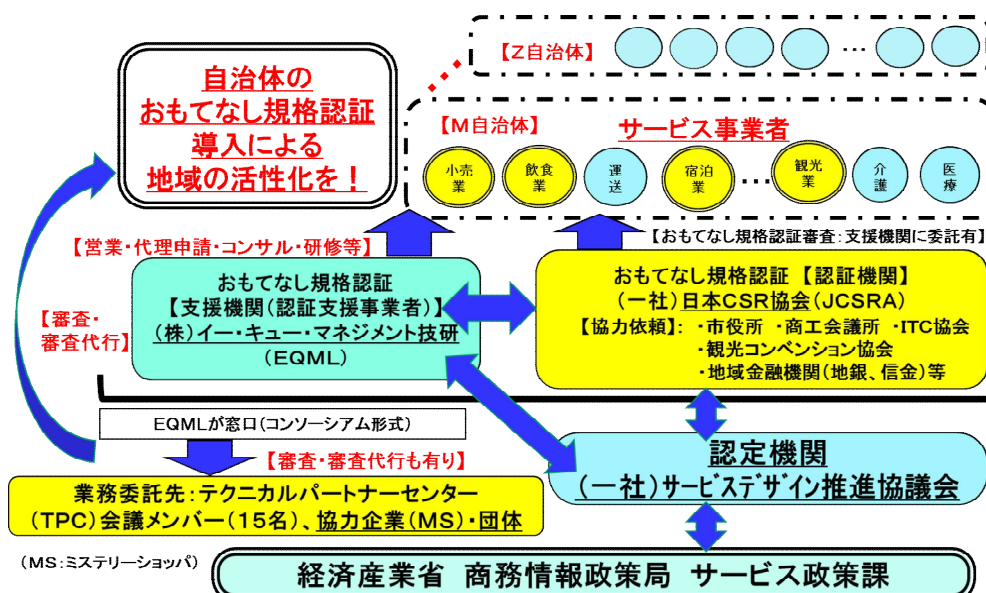 【Z自治体】
…
自治体の
おもてなし規格認証
導入による
地域の活性化を！
【M自治体】
サービス事業者
小売業
飲食業
運送
宿泊業
…
観光業
介護
医療
【営業・代理申請・コンサル・研修等】
【おもてなし規格認証審査：支援機関に委託有】
おもてなし規格認証
【支援機関(認証支援事業者)】
(株)イー・キュー・マネジメント技研
(EQML)
おもてなし規格認証 【認証機関】
(一社)日本CSR協会(JCSRA)
【協力依頼】： ・市役所 ・商工会議所 ・ITC協会
・観光コンベンション協会
・地域金融機関(地銀、信金)等
【審査・
審査代行】
EQMLが窓口(コンソーシアム形式)
【審査・審査代行も有り】
認定機関
(一社)サービスデザイン推進協議会
業務委託先：テクニカルパートナーセンター
(TPC)会議メンバー(15名)、協力企業(MS)・団体
(MS：ミステリーショッパ)
経済産業省 商務情報政策局 サービス政策課